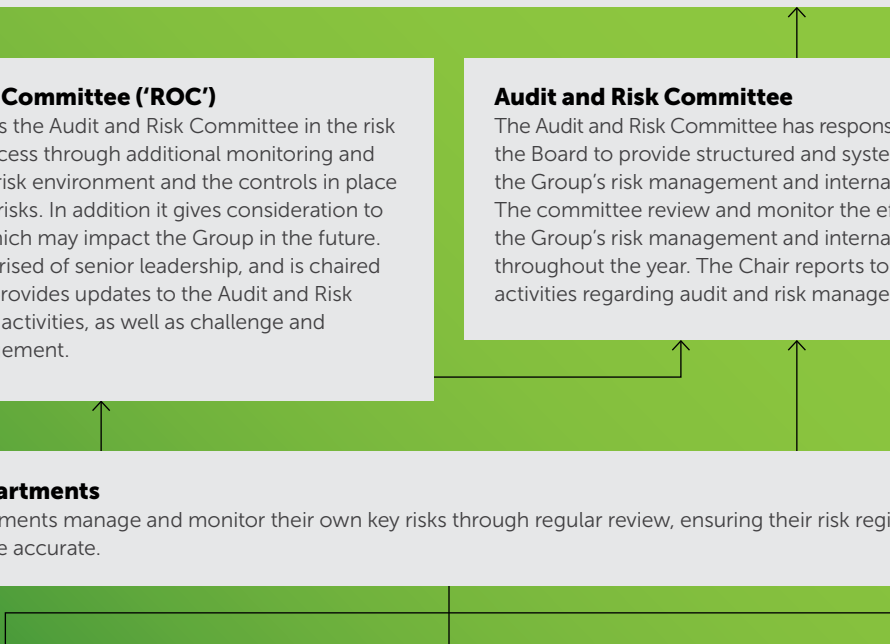 Committee (‘ROC’)
s the Audit and Risk Committee in the risk
cess through additional monitoring and
risk environment and the controls in place
risks. In addition it gives consideration to
hich may impact the Group in the future.
rised of senior leadership, and is chaired
rovides updates to the Audit and Risk
activities, as well as challenge and
ement.
Audit and Risk Committee
The Audit and Risk Committee has respons
the Board to provide structured and syste
the Group’s risk management and interna
The committee review and monitor the ef
the Group’s risk management and interna
throughout the year. The Chair reports to
activities regarding audit and risk manage
artments
ments manage and monitor their own key risks through regular review, ensuring their risk regi
e accurate.